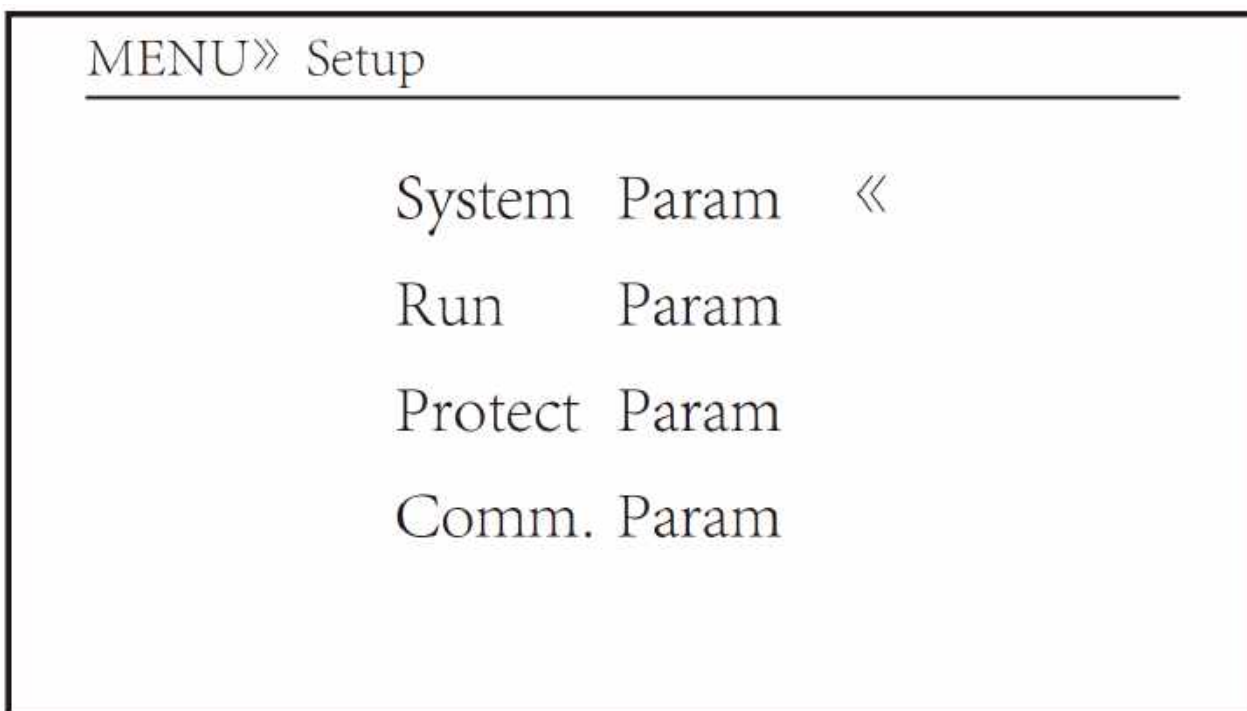 MENU» Setup
System Param «
Run Param
Protect Param
Comm. Param